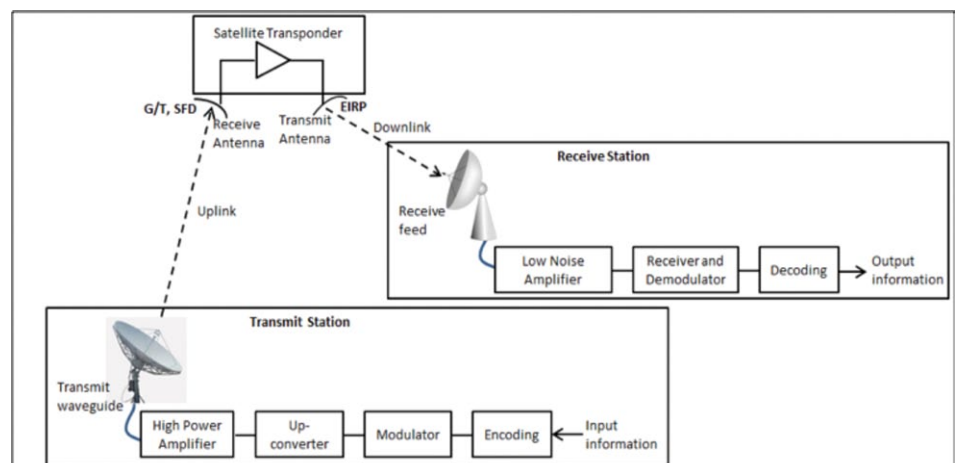 Satellite Transponder
G/T, SFD
EIRP
Receive
Antenna
Transmit
Antenna
Downlink
Uplink
Receive Station
Receive
feed
Low Noise
Amplifier
Receiver and
Demodulator
Decoding
Output
information
Transmit Station
Transmit
waveguide
High Power
Amplifier
Up-
converter
Modulator
Encoding
Input
information